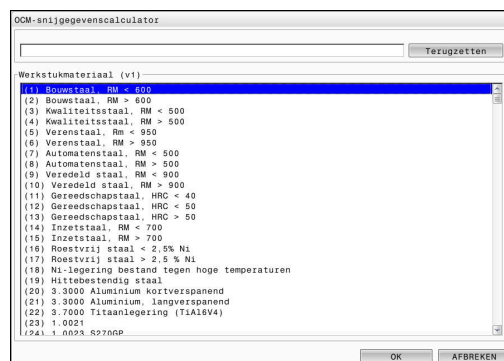 OCM-snijgegevenscalculator
Terugzetten
Werkstukmateriaal (v1)
(1) Bouwstaal, RM < 600
(2) Bouwstaal, RM > 600
(3) Kwaliteitsstaal, RM < 500
(4) Kwaliteitsstaal, RM > 500
(5) Verenstaal, Rm < 950
(6) Verenstaal, RM > 950
(7) Automatenstaal, RM < 500
(8) Automatenstaal, RM > 500
(9) Veredeld staal, RM < 900
(10) Veredeld staal, RM > 900
(11) Gereedschapstaal, HRC < 40
(12) Gereedschapstaal, HRC < 50
(13) Gereedschapstaal, HRC > 50
(14) Inzetstaal, RM < 700
(15) Inzetstaal, RM > 700
(16) Roestvrij staal < 2,5% Ni
(17) Roestvrij staal > 2,5 % Ni
(18) Ni-legering bestand tegen hoge temperaturen
(19) Hittebestendig staal
(20) 3.3000 Aluminium kortverspanend
(21) 3.3000 Aluminium, langverspanend
(22) 3.7000 Titaanlegering (TiAl6V4)
(23) 1.0021
(24) 1.0023 S270GP
OK
AFBREKEN